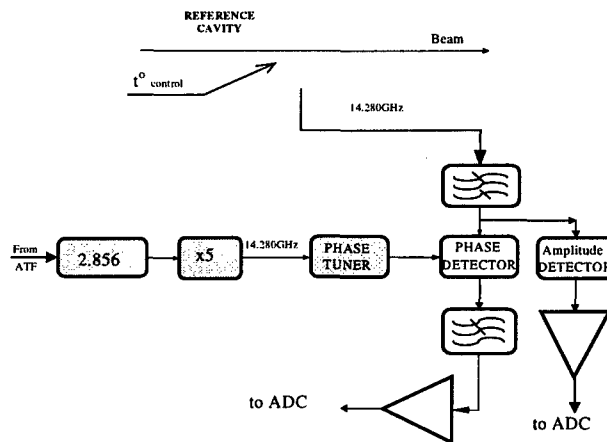 REFERENCE
CAVITY
Beam
t° control
14.280GHz
From
ATF
2.856
x5
14.280GHz
PHASE
TUNER
PHASE
DETECTOR
Amplitude
DETECTOR
to ADC
to ADC